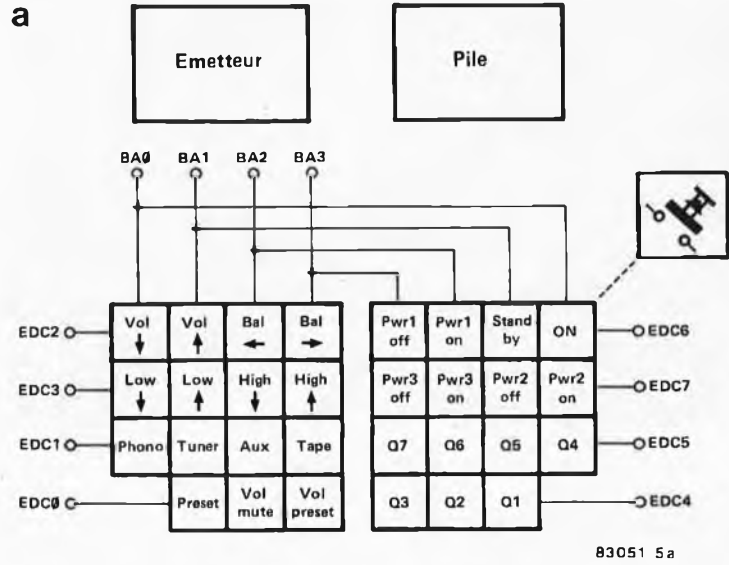 a
Emetteur
Pile
BAØ BA1 BA2 BA3
EDC2
Vol
Vol
Bal
Bal
Pwr1 off
Pwr1 on
Stand by
ON
EDC6
EDC3
Low
Low
High
High
Pwr3 off
Pwr3 on
Pwr2 off
Pwr2 on
EDC7
EDC1
Phono
Tuner
Aux
Tape
Q7
Q6
Q5
Q4
EDC5
EDCØ
Preset
Vol mute
Vol preset
Q3
Q2
Q1
EDC4
83051 5a